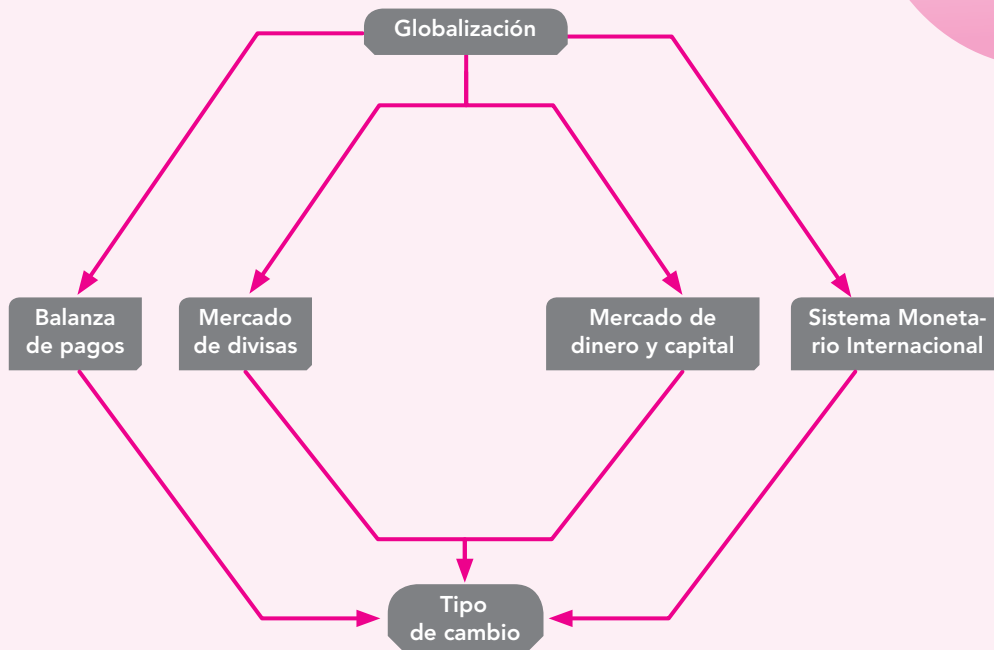 Globalización
Balanza
de pagos
Mercado
de divisas
Mercado de
dinero y capital
Sistema Moneta-
rio Internacional
Tipo
de cambio